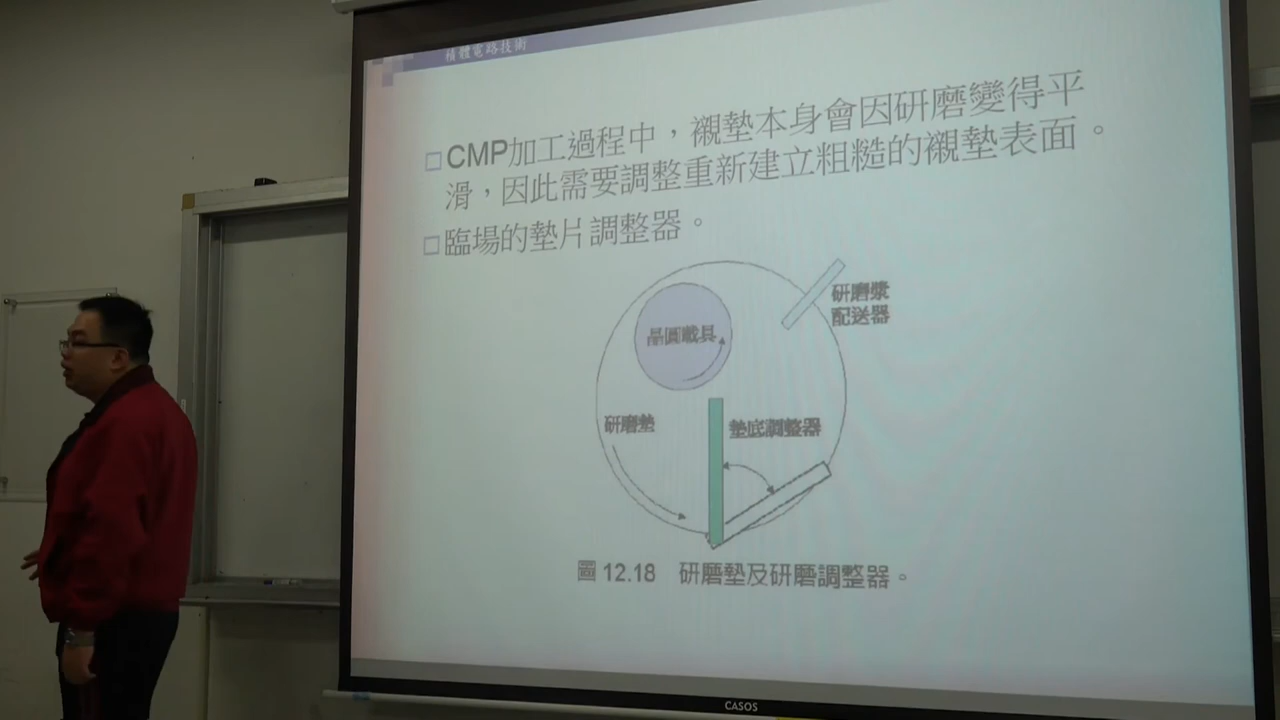 積體電路技術
□CMP加工過程中，襯墊本身會因研磨變得平
滑，因此需要調整重新建立粗糙的襯墊表面。
□臨場的墊片調整器。
研磨漿
配送器
晶圓載具
研磨墊
墊底調整器
圖 12.18 研磨墊及研磨調整器。
CASOS